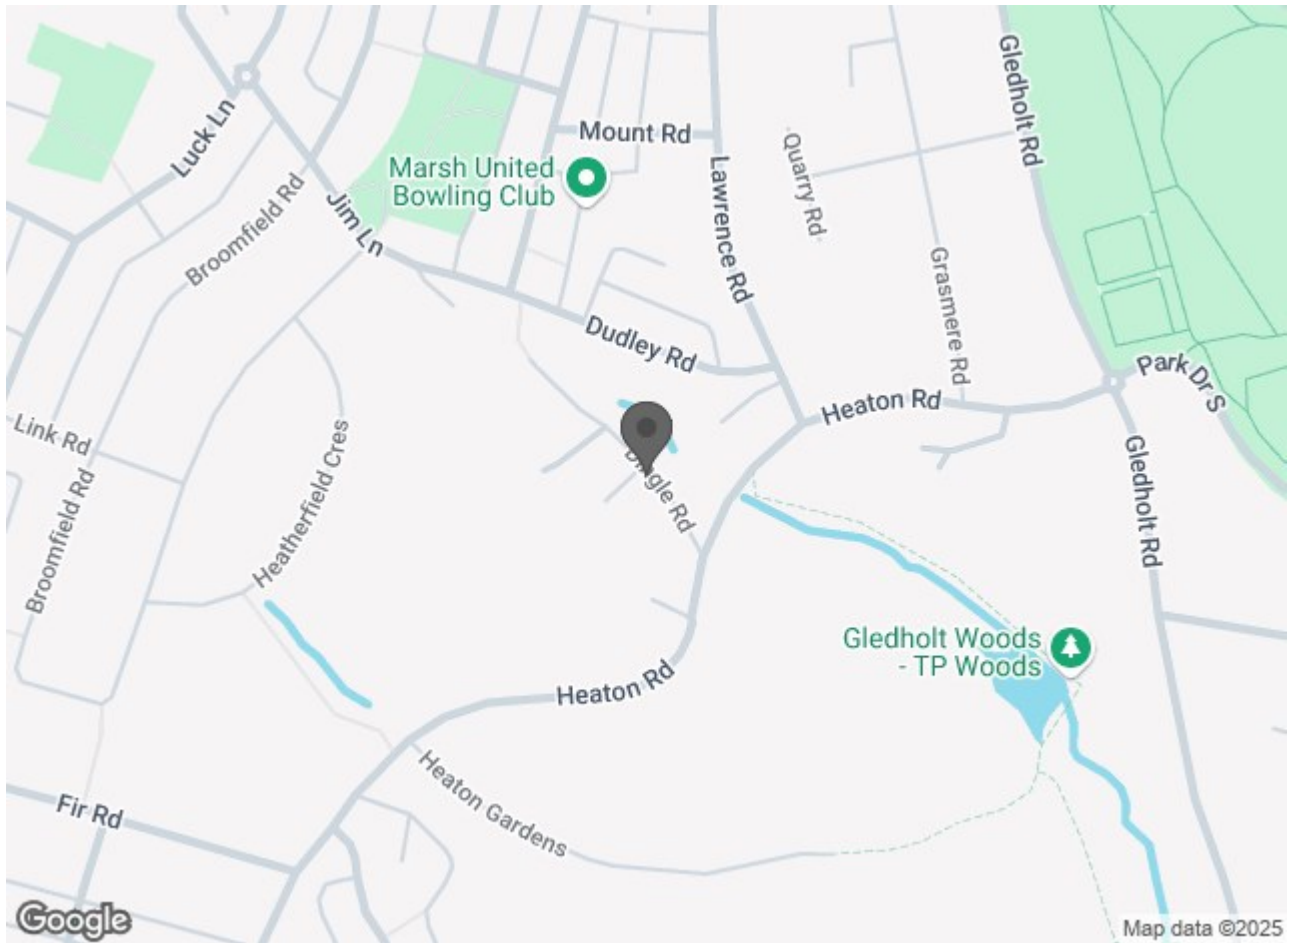 Gledholt Rd
Luck Ln
Mount Rd
Marsh United
Bowling Club
Quarry Rd
Lawrence Rd
Broomfield Rd
Jim Ln
Grasmere Rd
Dudley Rd
Park Dr S
Heaton Rd
Link Rd
Heatherfield Cres
Gledholt Rd
Broomfield Rd
Gledholt Woods
- TP Woods
Heaton Rd
Heaton Gardens
Fir Rd
Google
Map data ©2025